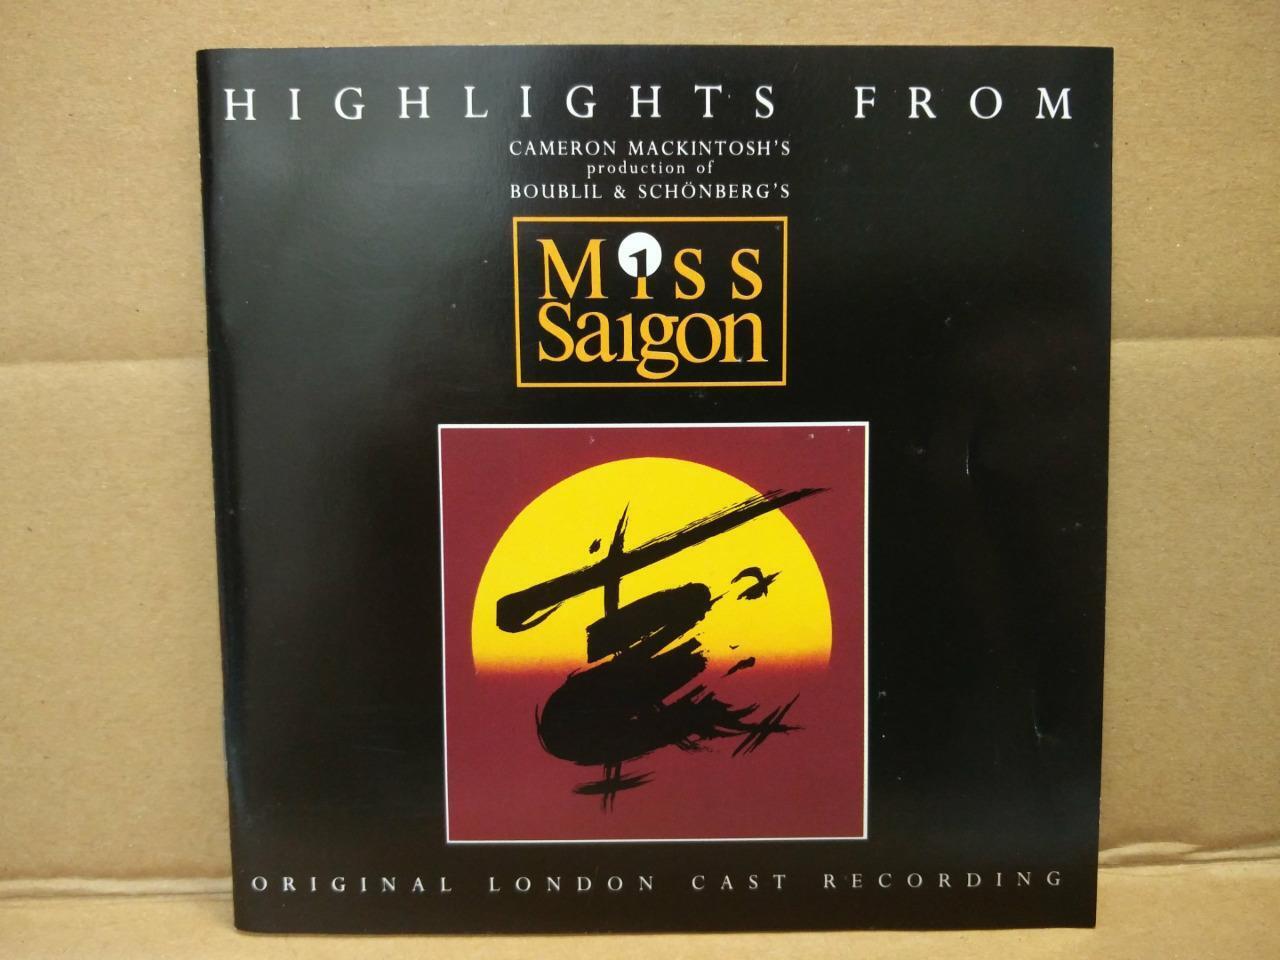 HIGHLIGHTS FROM
CAMERON MACKINTOSH'S
production of
BOUBLIL & SCHÖNBERG'S
Miss
Saigon
ORIGINAL LONDON CAST RECORDING